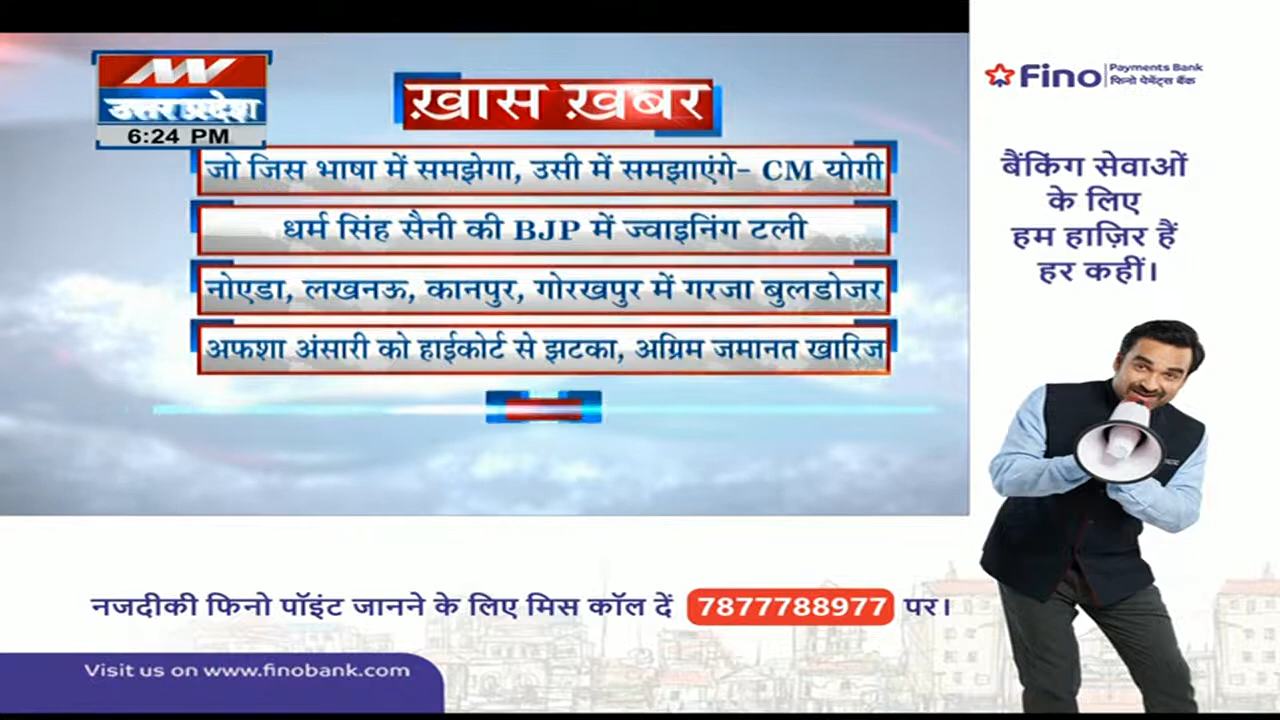 उत्तर प्रदेश
6:24 PM
ख़ास ख़बर
जो जिस भाषा में समझेगा, उसी में समझाएंगे- CM योगी
धर्म सिंह सैनी की BJP में ज्वाइनिंग टली
नोएडा, लखनऊ, कानपुर, गोरखपुर में गरजा बुलडोजर
अफशा अंसारी को हाईकोर्ट से झटका, अग्रिम जमानत खारिज
Fino Payments Bank
फिनो पेमेंट्स बैंक
बैंकिंग सेवाओं
के लिए
हम हाज़िर हैं
हर कहीं।
नजदीकी फिनो पॉइंट जानने के लिए मिस कॉल दें 7877788977 पर।
Visit us on www.finobank.com